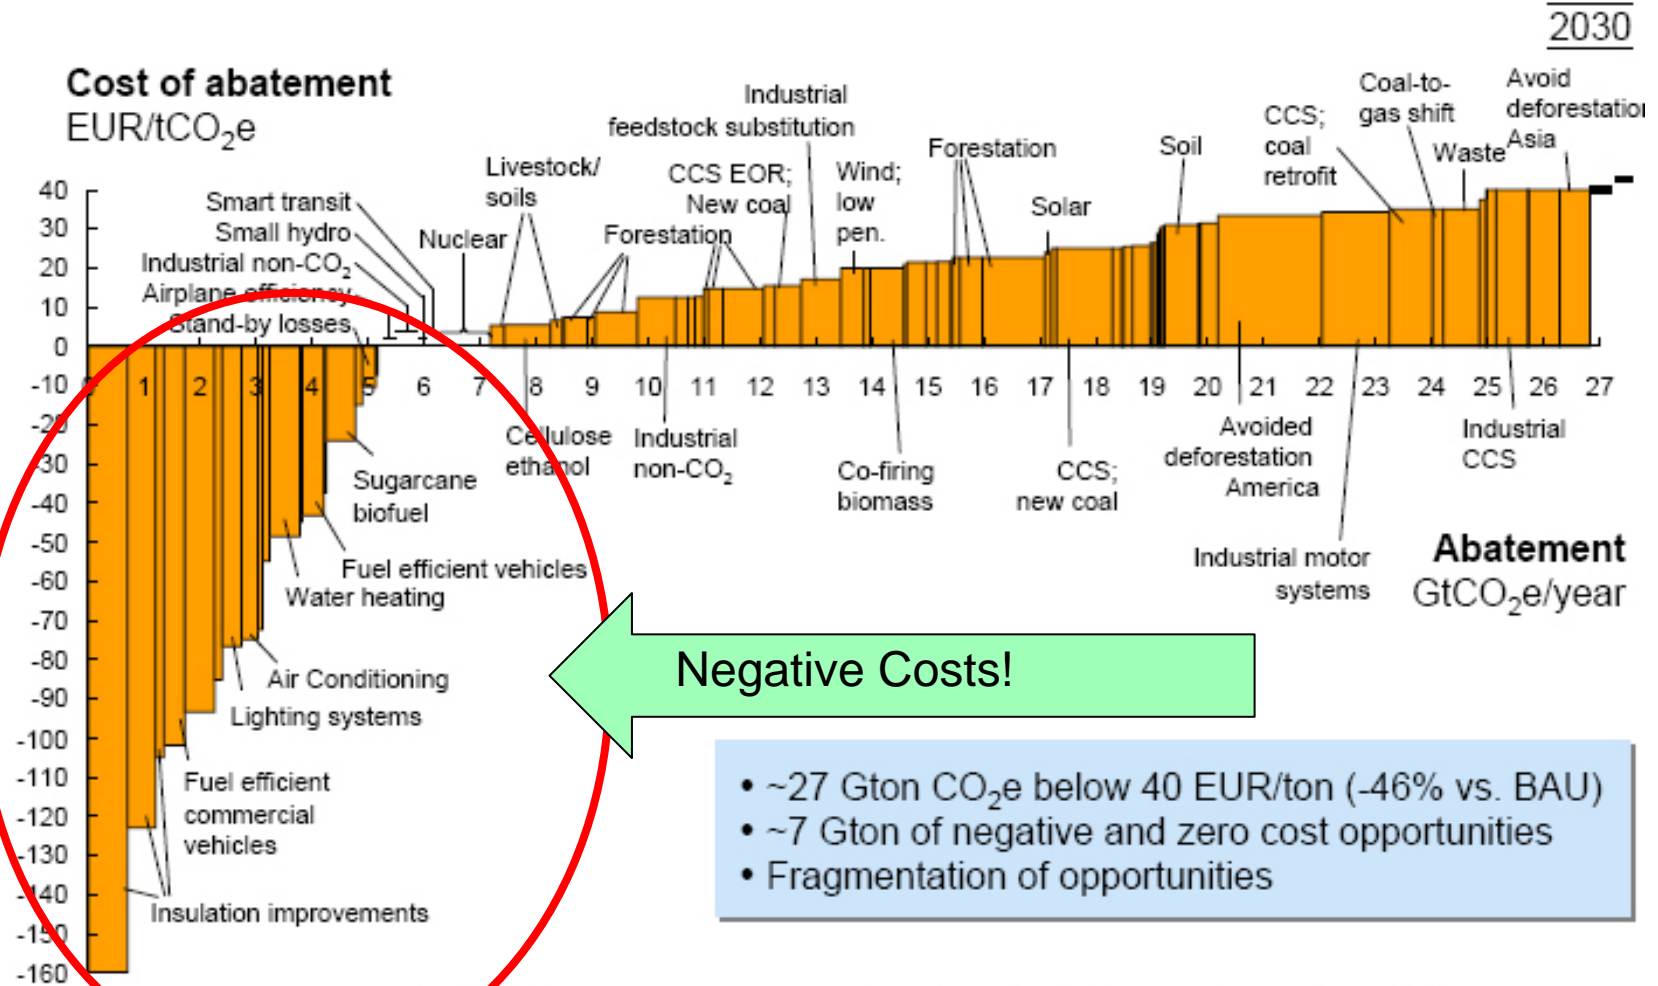 2030
Cost of abatement
EUR/tCO₂e
Industrial
feedstock substitution
Coal-to-
gas shift
Avoid
deforestation
Asia
CCS;
coal
retrofit
Waste
Soil
Forestation
Solar
Wind;
low
pen.
CCS EOR;
New coal
Livestock/
soils
Forestation
Nuclear
Smart transit
Small hydro
Industrial non-CO₂
Airplane efficiency
Stand-by losses
40
30
20
10
0
-10
-20
-30
-40
-50
-60
-70
-80
-90
-100
-110
-120
-130
-140
-150
-160
0 1 2 3 4 5 6 7 8 9 10 11 12 13 14 15 16 17 18 19 20 21 22 23 24 25 26 27
Cellulose
ethanol
Industrial
non-CO₂
Co-firing
biomass
CCS;
new coal
Avoided
deforestation
America
Industrial
CCS
Industrial motor
systems
Abatement
GtCO₂e/year
Sugarcane
biofuel
Fuel efficient vehicles
Water heating
Air Conditioning
Lighting systems
Fuel efficient
commercial
vehicles
Insulation improvements
Negative Costs!
• ~27 Gton CO₂e below 40 EUR/ton (-46% vs. BAU)
• ~7 Gton of negative and zero cost opportunities
• Fragmentation of opportunities